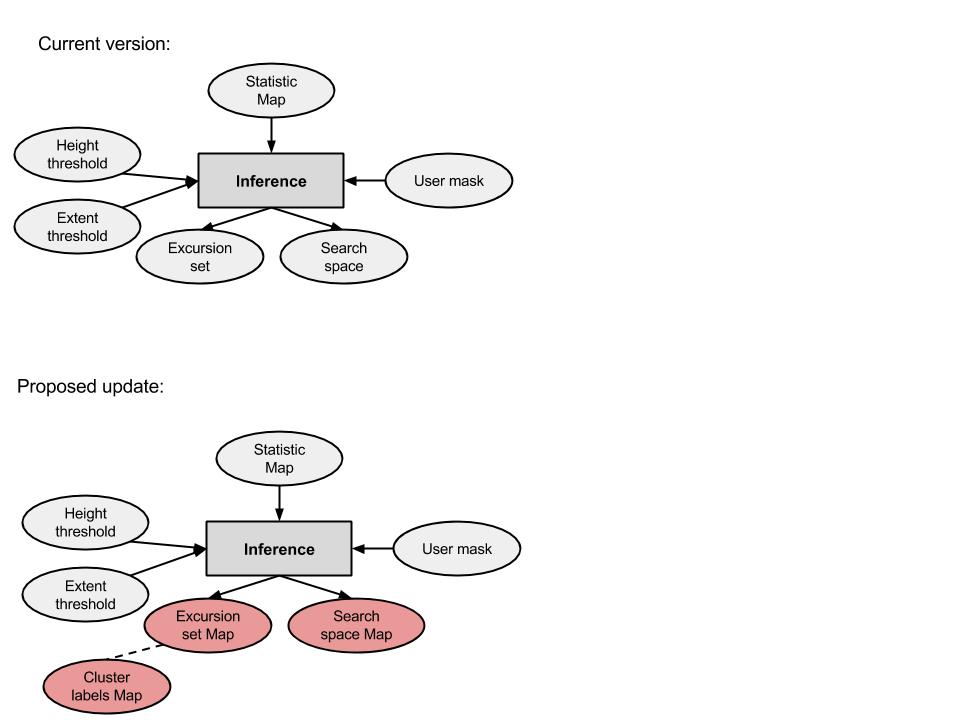 Current version:
Statistic
Map
Height
threshold
Inference
User mask
Extent
threshold
Excursion
set
Search
space
Proposed update:
Statistic
Map
Height
threshold
Inference
User mask
Extent
threshold
Excursion
set Map
Search
space Map
Cluster
labels Map